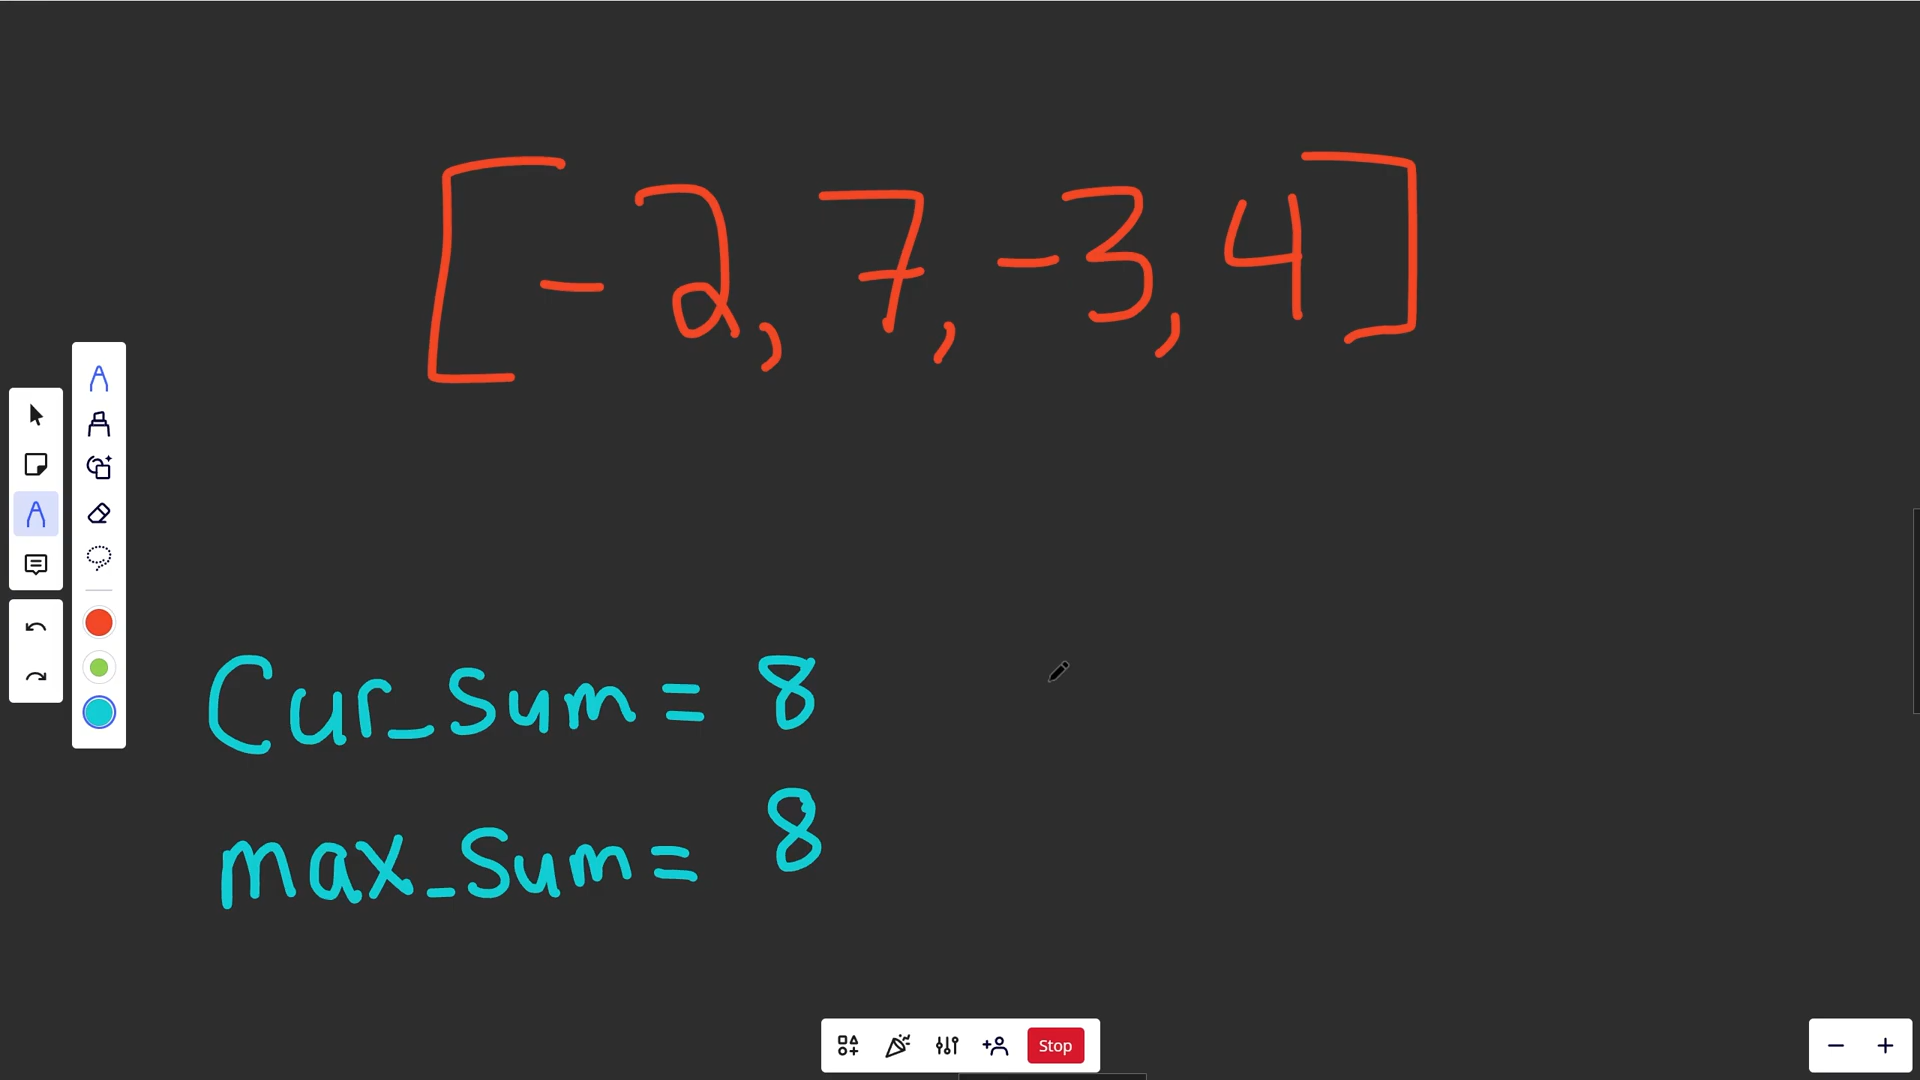 [-2, 7, -3, 4]
Cur_sum = 8
max_sum = 8
Stop